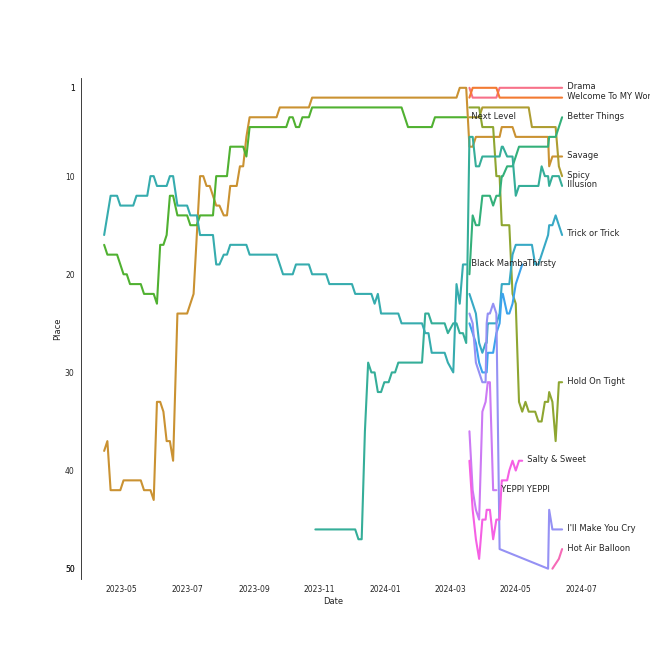 1
10
20
30
40
50
Place
Drama
Welcome To MY Wor
Next Level
Better Things
Savage
Spicy
Illusion
Trick or Trick
Black Mamba
Thirsty
Hold On Tight
Salty & Sweet
YEPPI YEPPI
I'll Make You Cry
Hot Air Balloon
2023-05 2023-07 2023-09 2023-11 2024-01 2024-03 2024-05 2024-07
Date